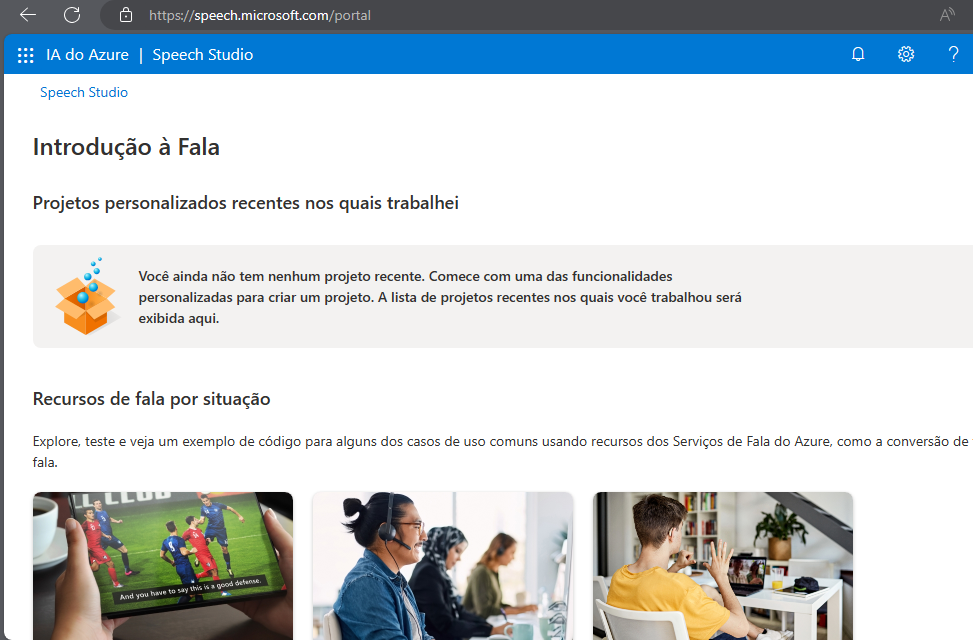 https://speech.microsoft.com/portal
IA do Azure | Speech Studio
Speech Studio
Introdução à Fala
Projetos personalizados recentes nos quais trabalhei
Você ainda não tem nenhum projeto recente. Comece com uma das funcionalidades
personalizadas para criar um projeto. A lista de projetos recentes nos quais você trabalhou será
exibida aqui.
Recursos de fala por situação
Explore, teste e veja um exemplo de código para alguns dos casos de uso comuns usando recursos dos Serviços de Fala do Azure, como a conversão de
fala.
CLUB
And you have to say this is a good defense.